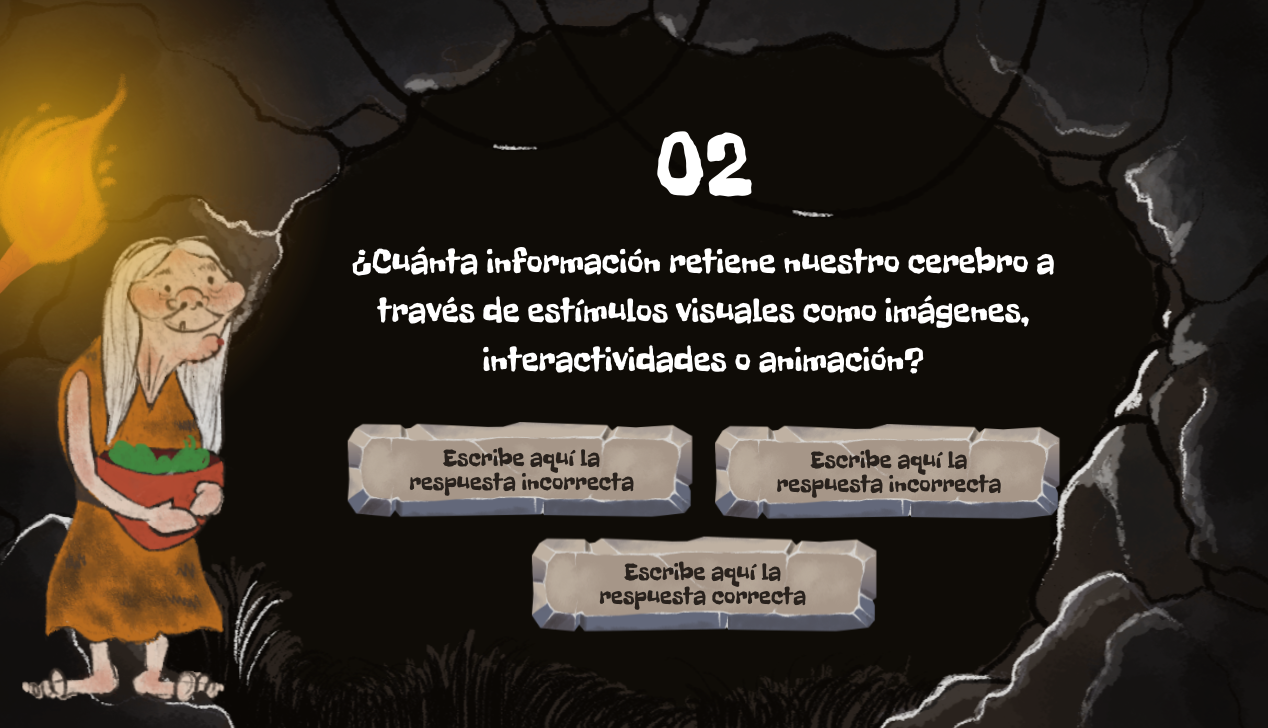 02
¿Cuánta información retiene nuestro cerebro a
través de estímulos visuales como imágenes,
interactividades o animación?
Escribe aquí la
respuesta incorrecta
Escribe aquí la
respuesta incorrecta
Escribe aquí la
respuesta correcta